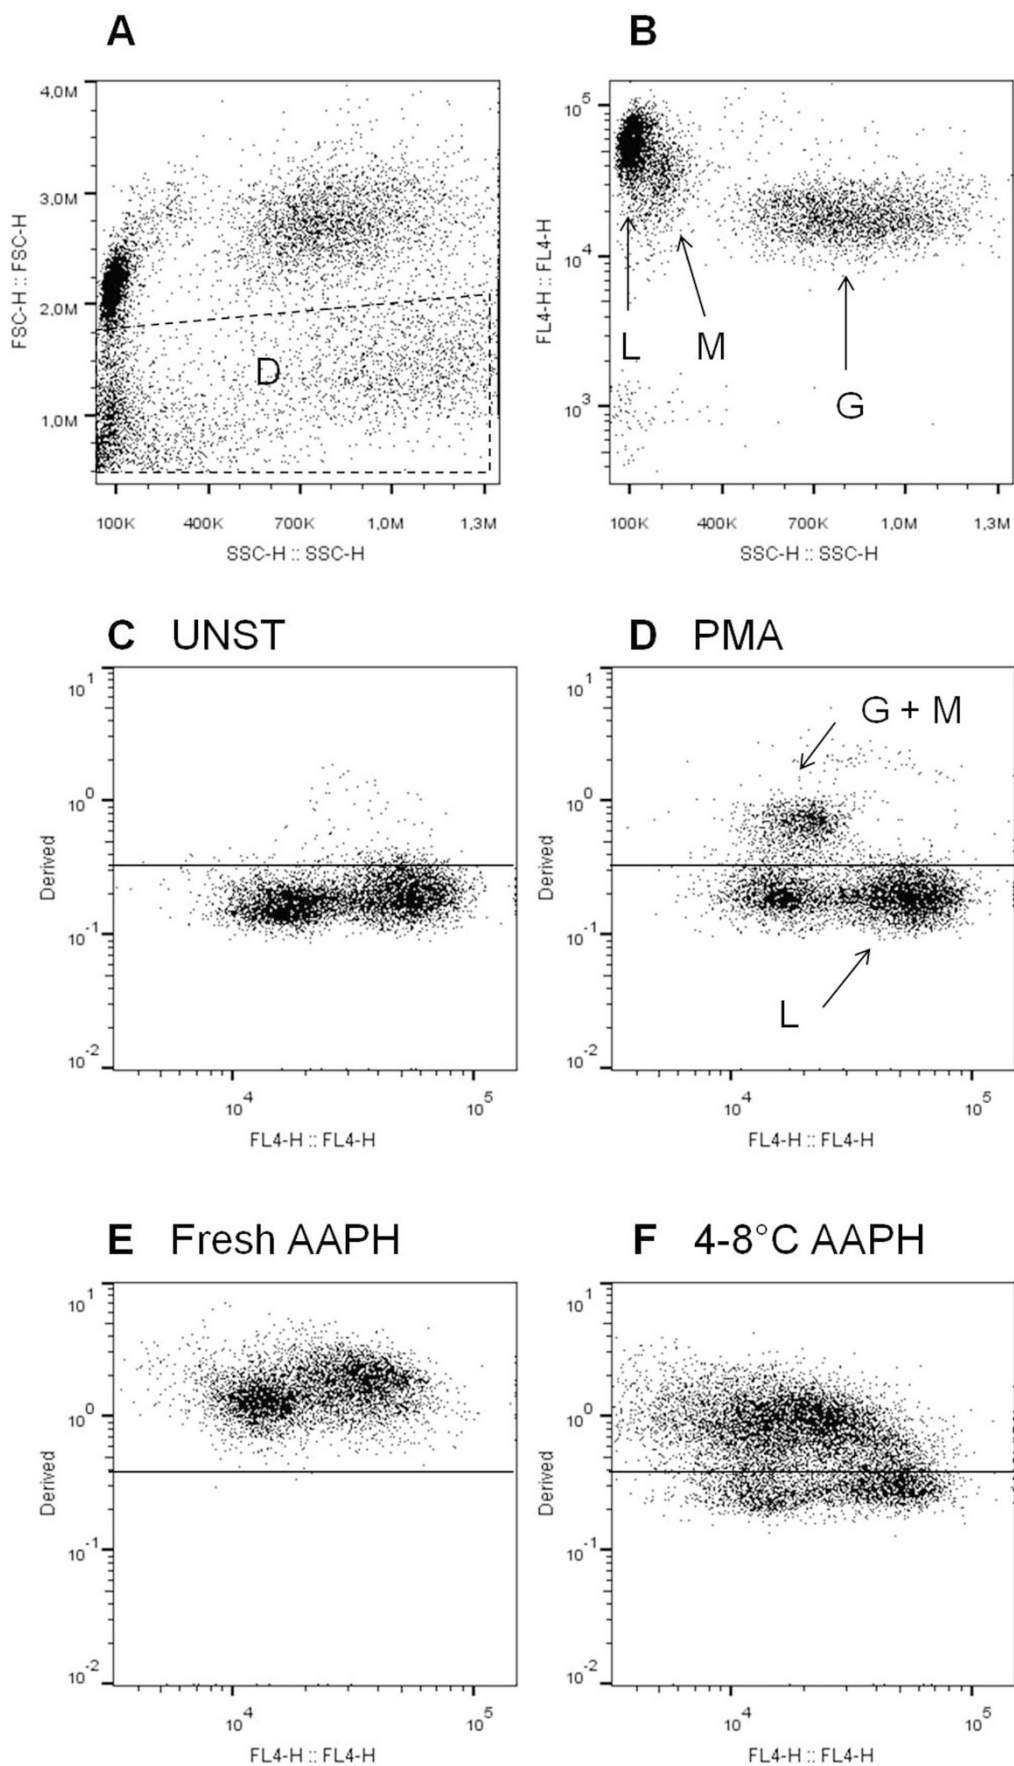 A
B
4,0M
3,0M
2,0M
1,0M
FSC-H :: FSC-H
D
100K 400K 700K 1,0M 1,3M
SSC-H :: SSC-H
10^5
10^4
10^3
FL4-H :: FL4-H
L
M
G
100K 400K 700K 1,0M 1,3M
SSC-H :: SSC-H
C UNST
10^1
10^0
10^-1
10^-2
Derived
10^4 10^5
FL4-H :: FL4-H
D PMA
10^1
10^0
10^-1
10^-2
Derived
G + M
L
10^4 10^5
FL4-H :: FL4-H
E Fresh AAPH
10^1
10^0
10^-1
10^-2
Derived
10^4 10^5
FL4-H :: FL4-H
F 4-8°C AAPH
10^1
10^0
10^-1
10^-2
Derived
10^4 10^5
FL4-H :: FL4-H